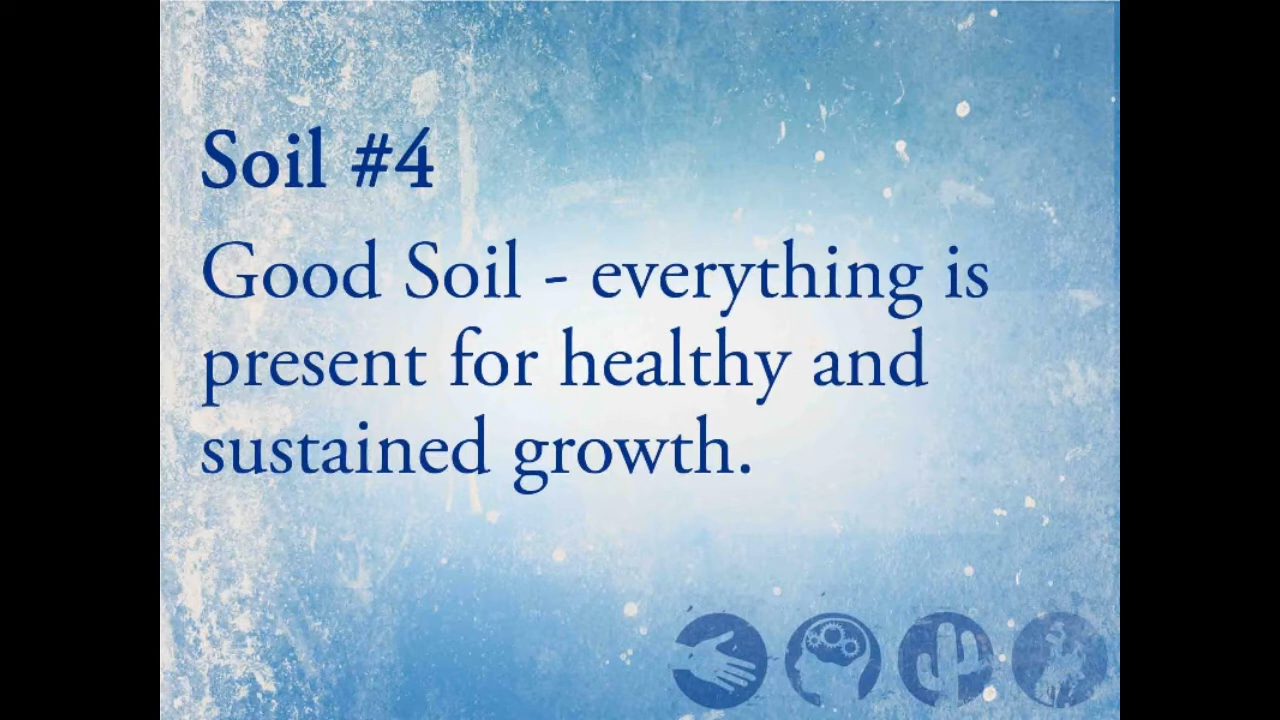 Soil #4
Good Soil - everything is
present for healthy and
sustained growth.